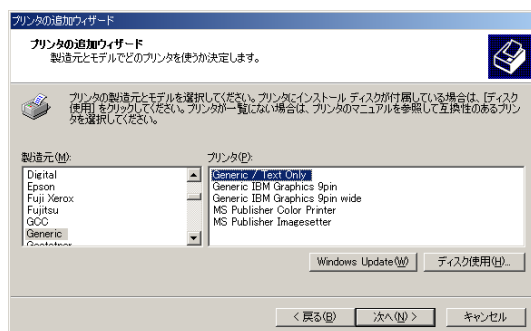 プリンタの追加ウィザード
プリンタの追加ウィザード
製造元とモデルでどのプリンタを使うか決定します。
プリンタの製造元とモデルを選択してください。プリンタにインストール ディスクが付属している場合は、[ディスク
使用] をクリックしてください。プリンタが一覧にない場合は、プリンタのマニュアルを参照して互換性のあるプリン
タを選択してください。
製造元(M):
Digital
Epson
Fuji Xerox
Fujitsu
GCC
Generic
Gestetner
プリンタ(P):
Generic / Text Only
Generic IBM Graphics 9pin
Generic IBM Graphics 9pin wide
MS Publisher Color Printer
MS Publisher Imagesetter
Windows Update(W)
ディスク使用(H)...
< 戻る(B)
次へ(N) >
キャンセル